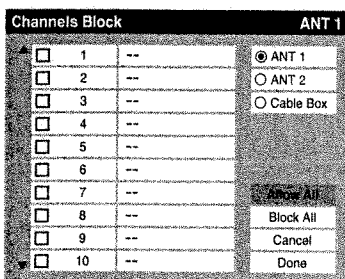 Channels Block ANT 1
1 -- ANT 1
2 -- ANT 2
3 -- Cable Box
4 --
5 --
6 --
7 -- Allow All
8 -- Block All
9 -- Cancel
10 -- Done